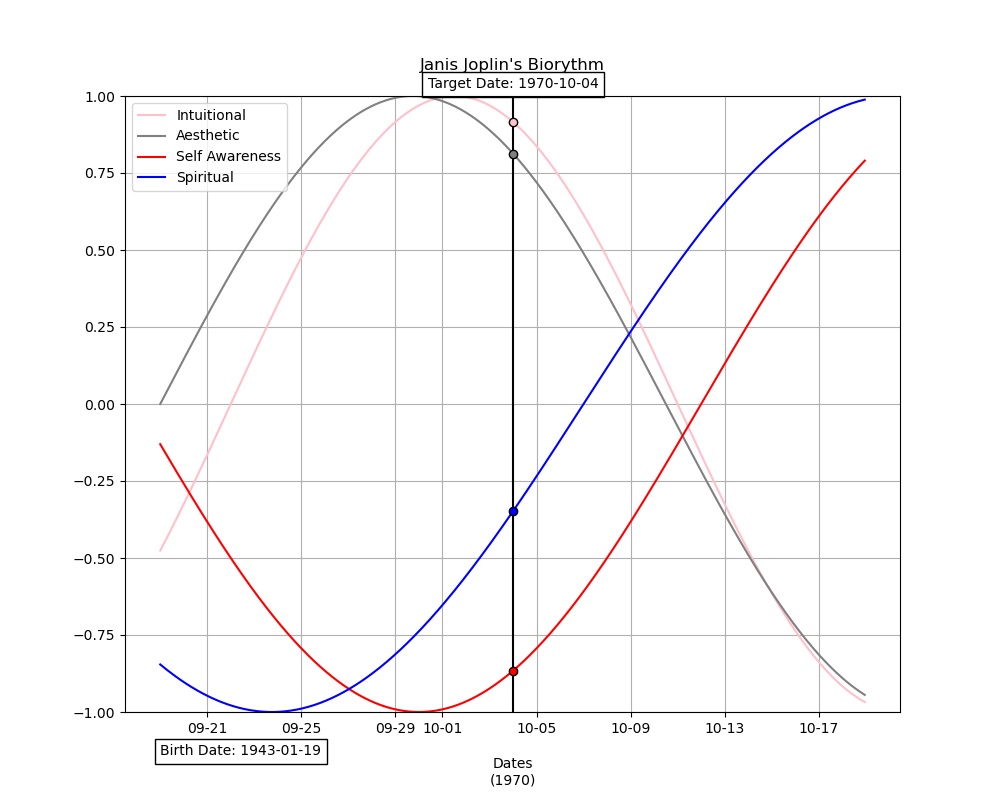 Janis Joplin's Biorythm
Target Date: 1970-10-04
Intuitional
Aesthetic
Self Awareness
Spiritual
1.00
0.75
0.50
0.25
0.00
−0.25
−0.50
−0.75
−1.00
09-21 09-25 09-29 10-01 10-05 10-09 10-13 10-17
Birth Date: 1943-01-19
Dates
(1970)